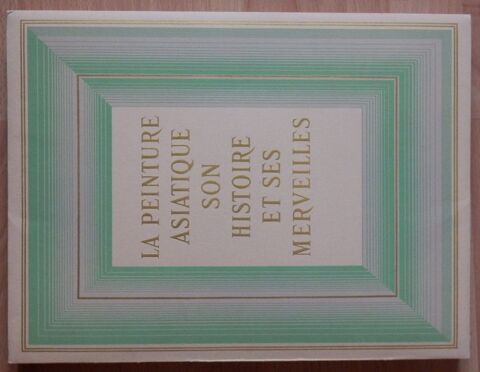 LA PEINTURE
ASIATIQUE
SON
HISTOIRE
ET SES
MERVEILLES